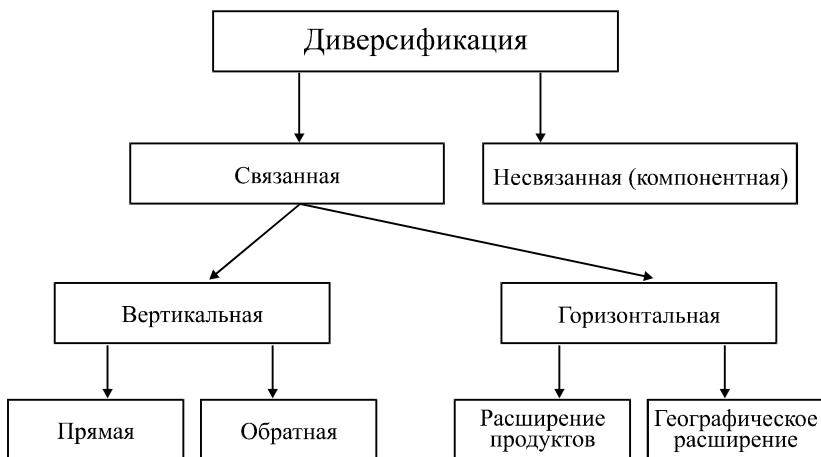 Диверсификация
Связанная
Несвязанная (компонентная)
Вертикальная
Горизонтальная
Прямая
Обратная
Расширение
продуктов
Географическое
расширение